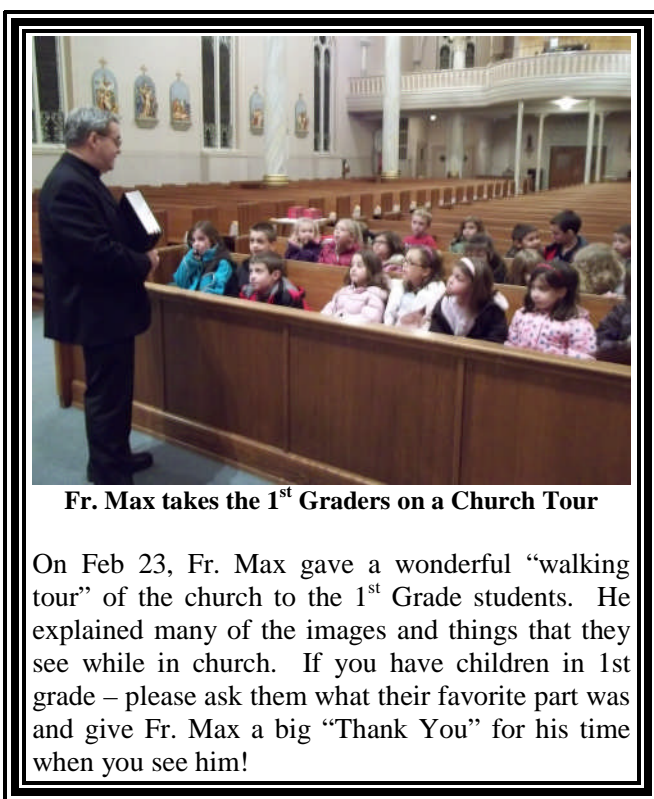 Fr. Max takes the 1st Graders on a Church Tour
On Feb 23, Fr. Max gave a wonderful “walking
tour” of the church to the 1st Grade students. He
explained many of the images and things that they
see while in church. If you have children in 1st
grade – please ask them what their favorite part was
and give Fr. Max a big “Thank You” for his time
when you see him!